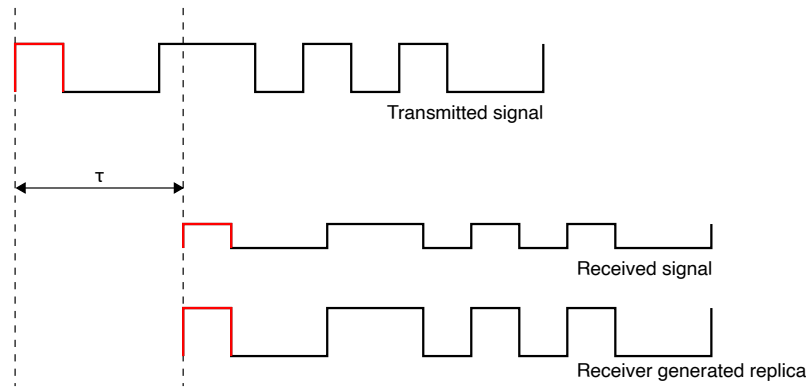 Transmitted signal
τ
Received signal
Receiver generated replica